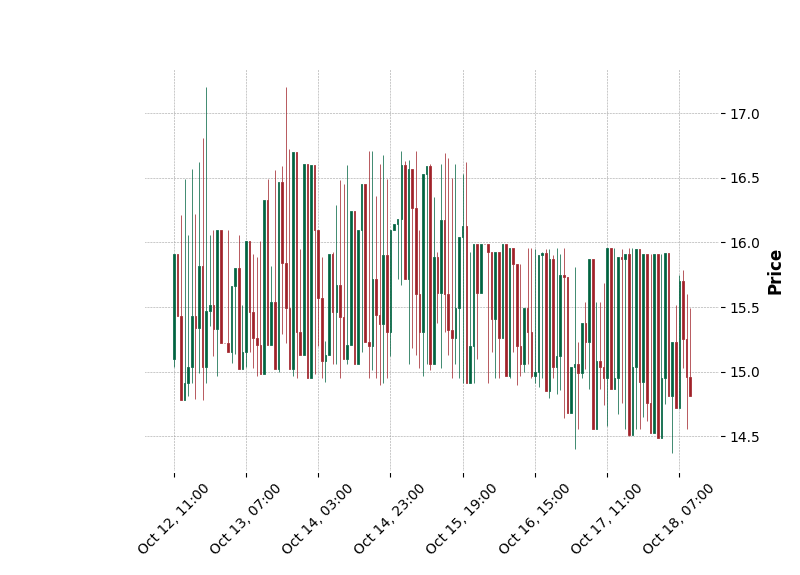 17.0
16.5
16.0
15.5
15.0
14.5
Price
Oct 12, 11:00
Oct 13, 07:00
Oct 14, 03:00
Oct 14, 23:00
Oct 15, 19:00
Oct 16, 15:00
Oct 17, 11:00
Oct 18, 07:00